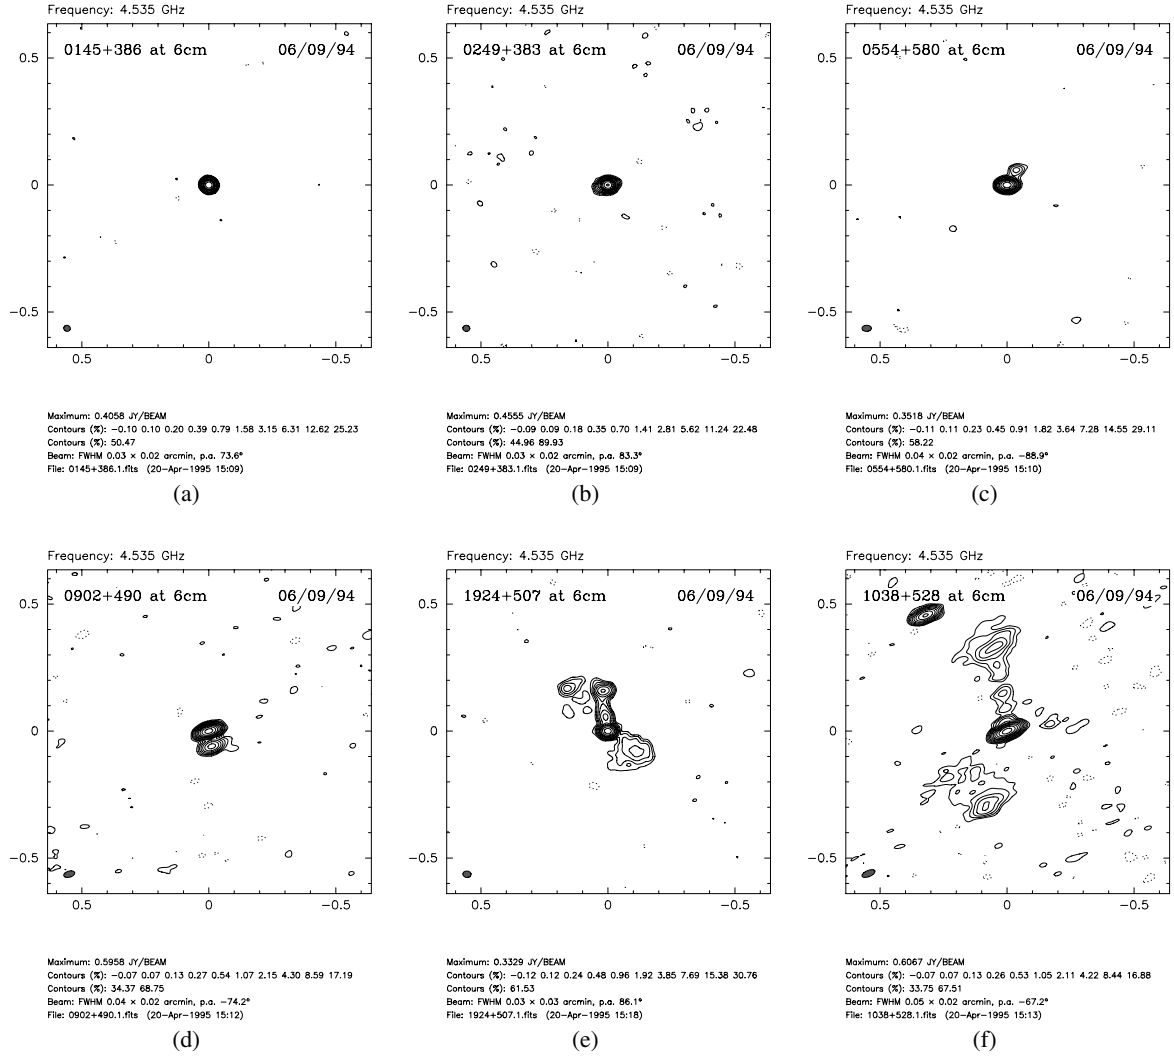 Frequency: 4.535 GHz
0145+386 at 6cm 06/09/94
0.5
0
−0.5
0.5 0 −0.5
Maximum: 0.4058 JY/BEAM
Contours (%): −0.10 0.10 0.20 0.39 0.79 1.58 3.15 6.31 12.62 25.23
Contours (%): 50.47
Beam: FWHM 0.03 × 0.02 arcmin, p.a. 73.6°
File: 0145+386.1.fits (20−Apr−1995 15:09)
(a)
Frequency: 4.535 GHz
0249+383 at 6cm 06/09/94
0.5
0
−0.5
0.5 0 −0.5
Maximum: 0.4555 JY/BEAM
Contours (%): −0.09 0.09 0.18 0.35 0.70 1.41 2.81 5.62 11.24 22.48
Contours (%): 44.96 89.93
Beam: FWHM 0.03 × 0.02 arcmin, p.a. 83.3°
File: 0249+383.1.fits (20−Apr−1995 15:09)
(b)
Frequency: 4.535 GHz
0554+580 at 6cm 06/09/94
0.5
0
−0.5
0.5 0 −0.5
Maximum: 0.3518 JY/BEAM
Contours (%): −0.11 0.11 0.23 0.45 0.91 1.82 3.64 7.28 14.55 29.11
Contours (%): 58.22
Beam: FWHM 0.04 × 0.02 arcmin, p.a. −88.9°
File: 0554+580.1.fits (20−Apr−1995 15:10)
(c)
Frequency: 4.535 GHz
0902+490 at 6cm 06/09/94
0.5
0
−0.5
0.5 0 −0.5
Maximum: 0.5958 JY/BEAM
Contours (%): −0.07 0.07 0.13 0.27 0.54 1.07 2.15 4.30 8.59 17.19
Contours (%): 34.37 68.75
Beam: FWHM 0.04 × 0.02 arcmin, p.a. −74.2°
File: 0902+490.1.fits (20−Apr−1995 15:12)
(d)
Frequency: 4.535 GHz
1924+507 at 6cm 06/09/94
0.5
0
−0.5
0.5 0 −0.5
Maximum: 0.3329 JY/BEAM
Contours (%): −0.12 0.12 0.24 0.48 0.96 1.92 3.85 7.69 15.38 30.76
Contours (%): 61.53
Beam: FWHM 0.03 × 0.03 arcmin, p.a. 86.1°
File: 1924+507.1.fits (20−Apr−1995 15:18)
(e)
Frequency: 4.535 GHz
1038+528 at 6cm 06/09/94
0.5
0
−0.5
0.5 0 −0.5
Maximum: 0.6067 JY/BEAM
Contours (%): −0.07 0.07 0.13 0.26 0.53 1.05 2.11 4.22 8.44 16.88
Contours (%): 33.75 67.51
Beam: FWHM 0.05 × 0.02 arcmin, p.a. −67.2°
File: 1038+528.1.fits (20−Apr−1995 15:13)
(f)